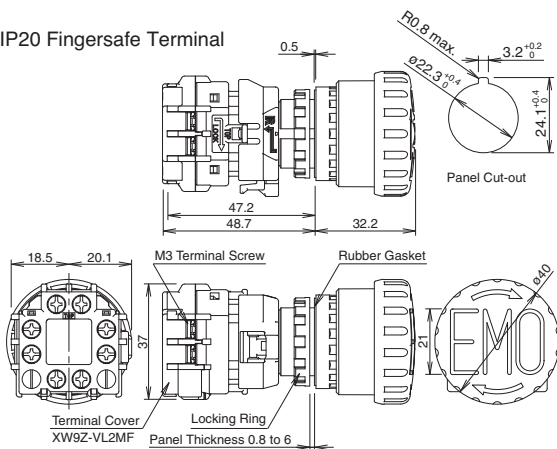 IP20 Fingersafe Terminal
0.5
R0.8 max.
3.2+0.2 0
ø22.3+0.4 0
24.1+0.4 0
LOCK
TOP
Panel Cut-out
47.2
48.7
32.2
18.5
20.1
M3 Terminal Screw
Rubber Gasket
ø40
37
21
EMO
Terminal Cover
XW9Z-VL2MF
Locking Ring
Panel Thickness 0.8 to 6